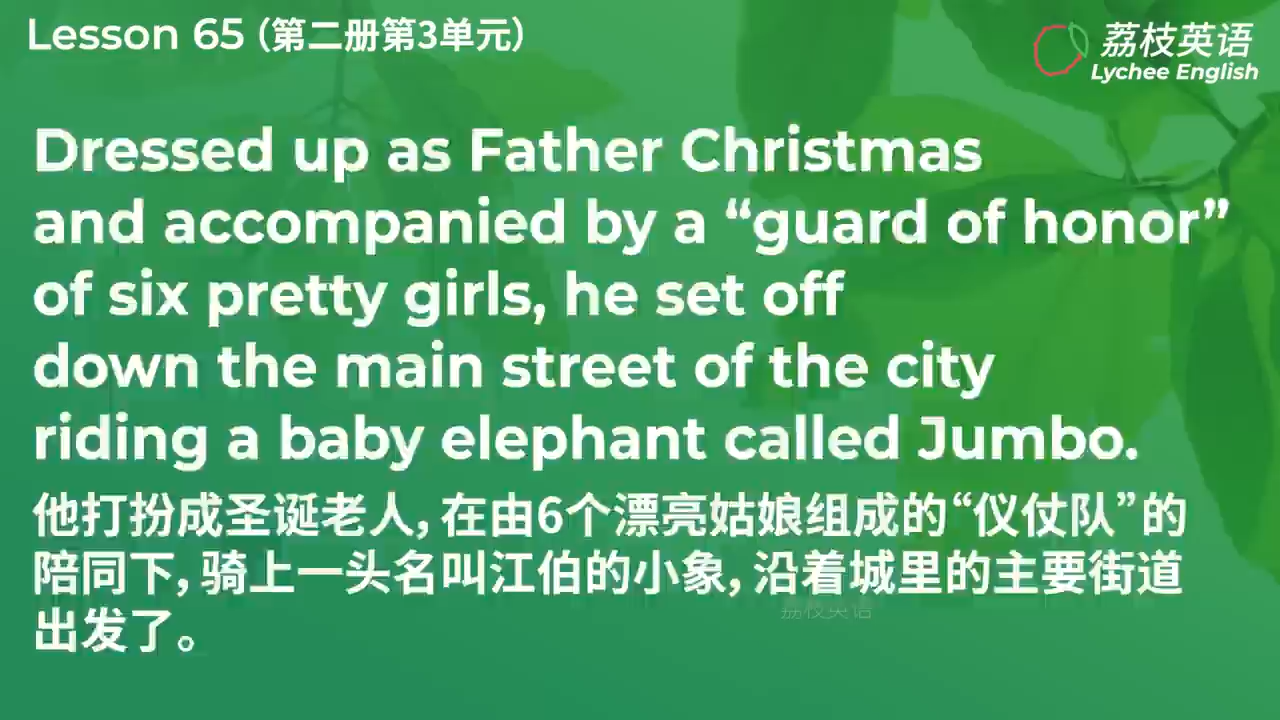 Lesson 65 (第二册第3单元)
荔枝英语
Lychee English
Dressed up as Father Christmas
and accompanied by a “guard of honor”
of six pretty girls, he set off
down the main street of the city
riding a baby elephant called Jumbo.
他打扮成圣诞老人, 在由6个漂亮姑娘组成的“仪仗队”的
陪同下, 骑上一头名叫江伯的小象, 沿着城里的主要街道
出发了。
荔枝英语